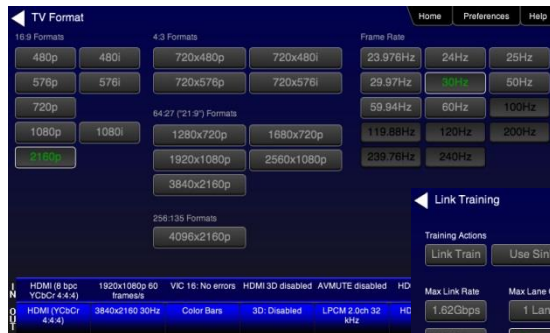 TV Format
Home Preferences Help
16:9 Formats 4:3 Formats Frame Rate
480p 480i 720x480p 720x480i 23.976Hz 24Hz 25Hz
576p 576i 720x576p 720x576i 29.97Hz 30Hz 50Hz
720p 59.94Hz 60Hz 100Hz
64:27 ("21:9") Formats
1080p 1080i 1280x720p 1680x720p 119.88Hz 120Hz 200Hz
2160p 1920x1080p 2560x1080p 239.76Hz 240Hz
3840x2160p
256:135 Formats
4096x2160p
Link Training
Training Actions
Link Train Use Sin
Max Link Rate Max Lane
1.62Gbps 1 Lan
IN HDMI (8 bpc YCbCr 4:4:4) 1920x1080p 60 frames/s VIC 16: No errors HDMI 3D disabled AVMUTE disabled HD
OUT HDMI (YCbCr 4:4:4) 3840x2160 30Hz Color Bars 3D: Disabled LPCM 2.0ch 32 kHz HD